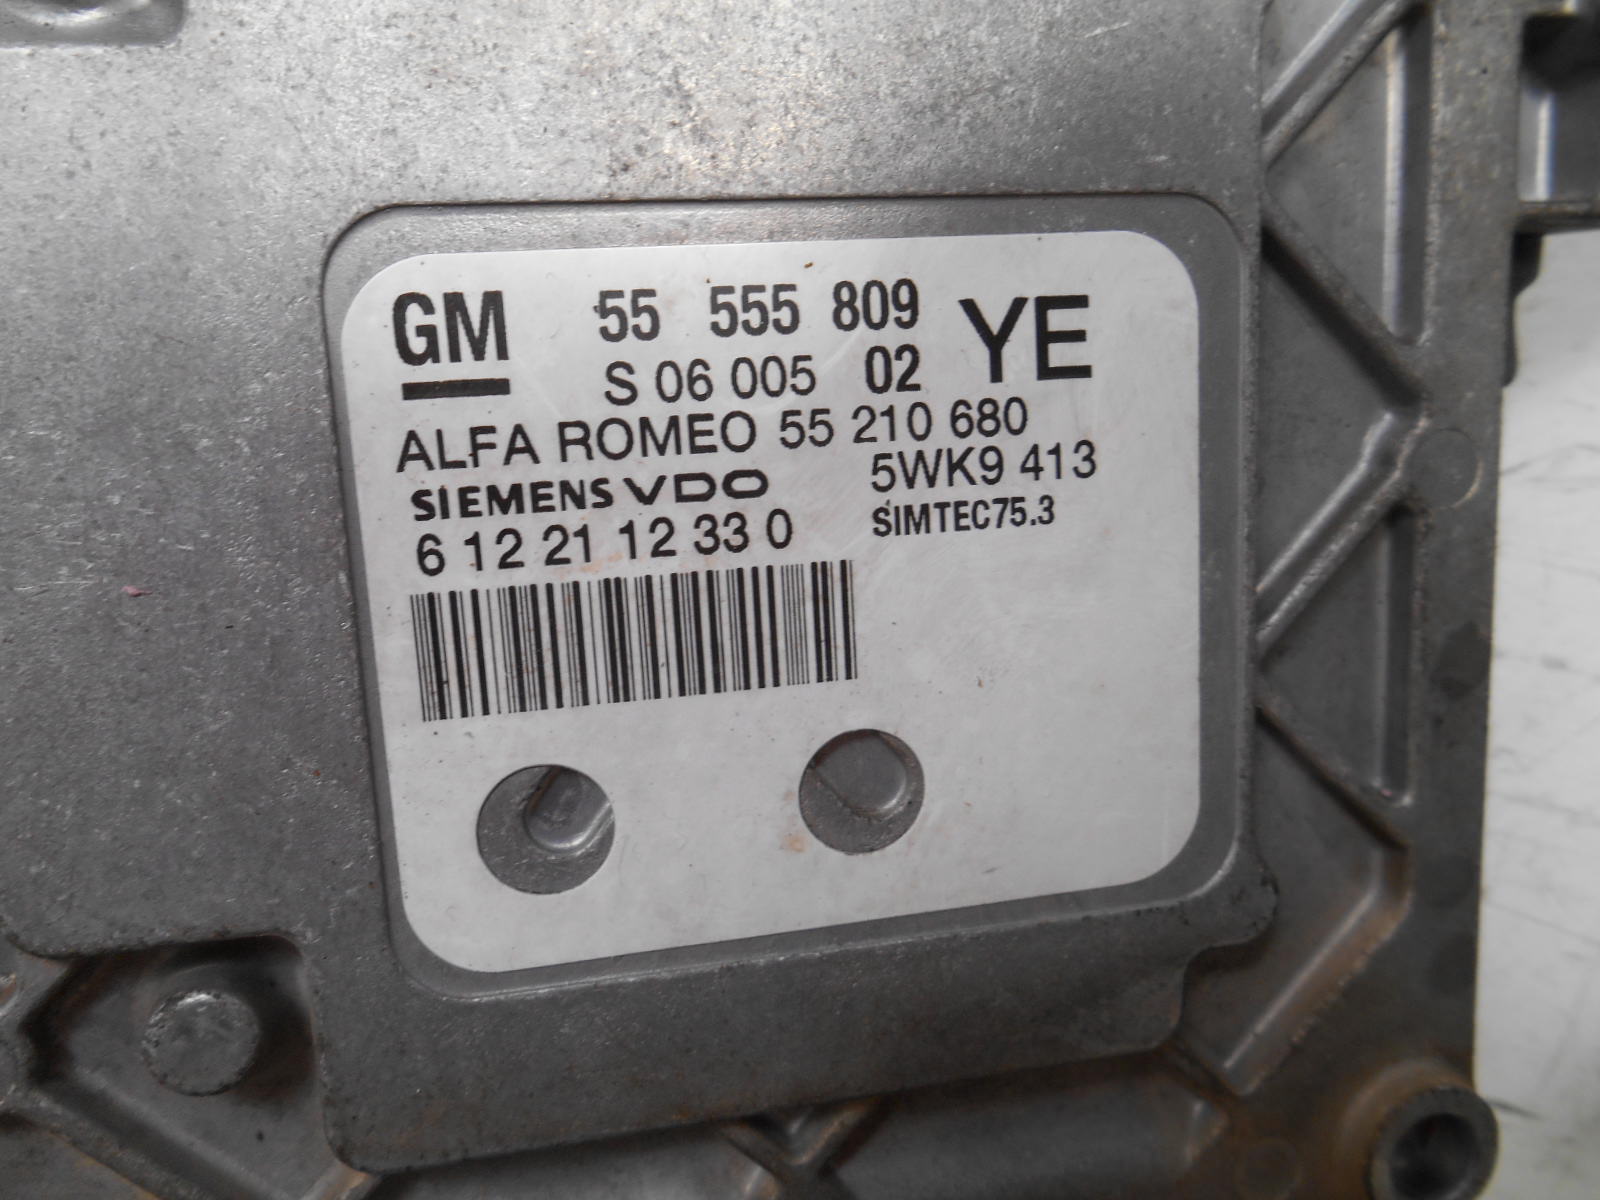 GM 55 555 809 YE
S 06 005 02
ALFA ROMEO 55 210 680
SIEMENS VDO 5WK9 413
6 12 21 12 33 0 SIMTEC75.3